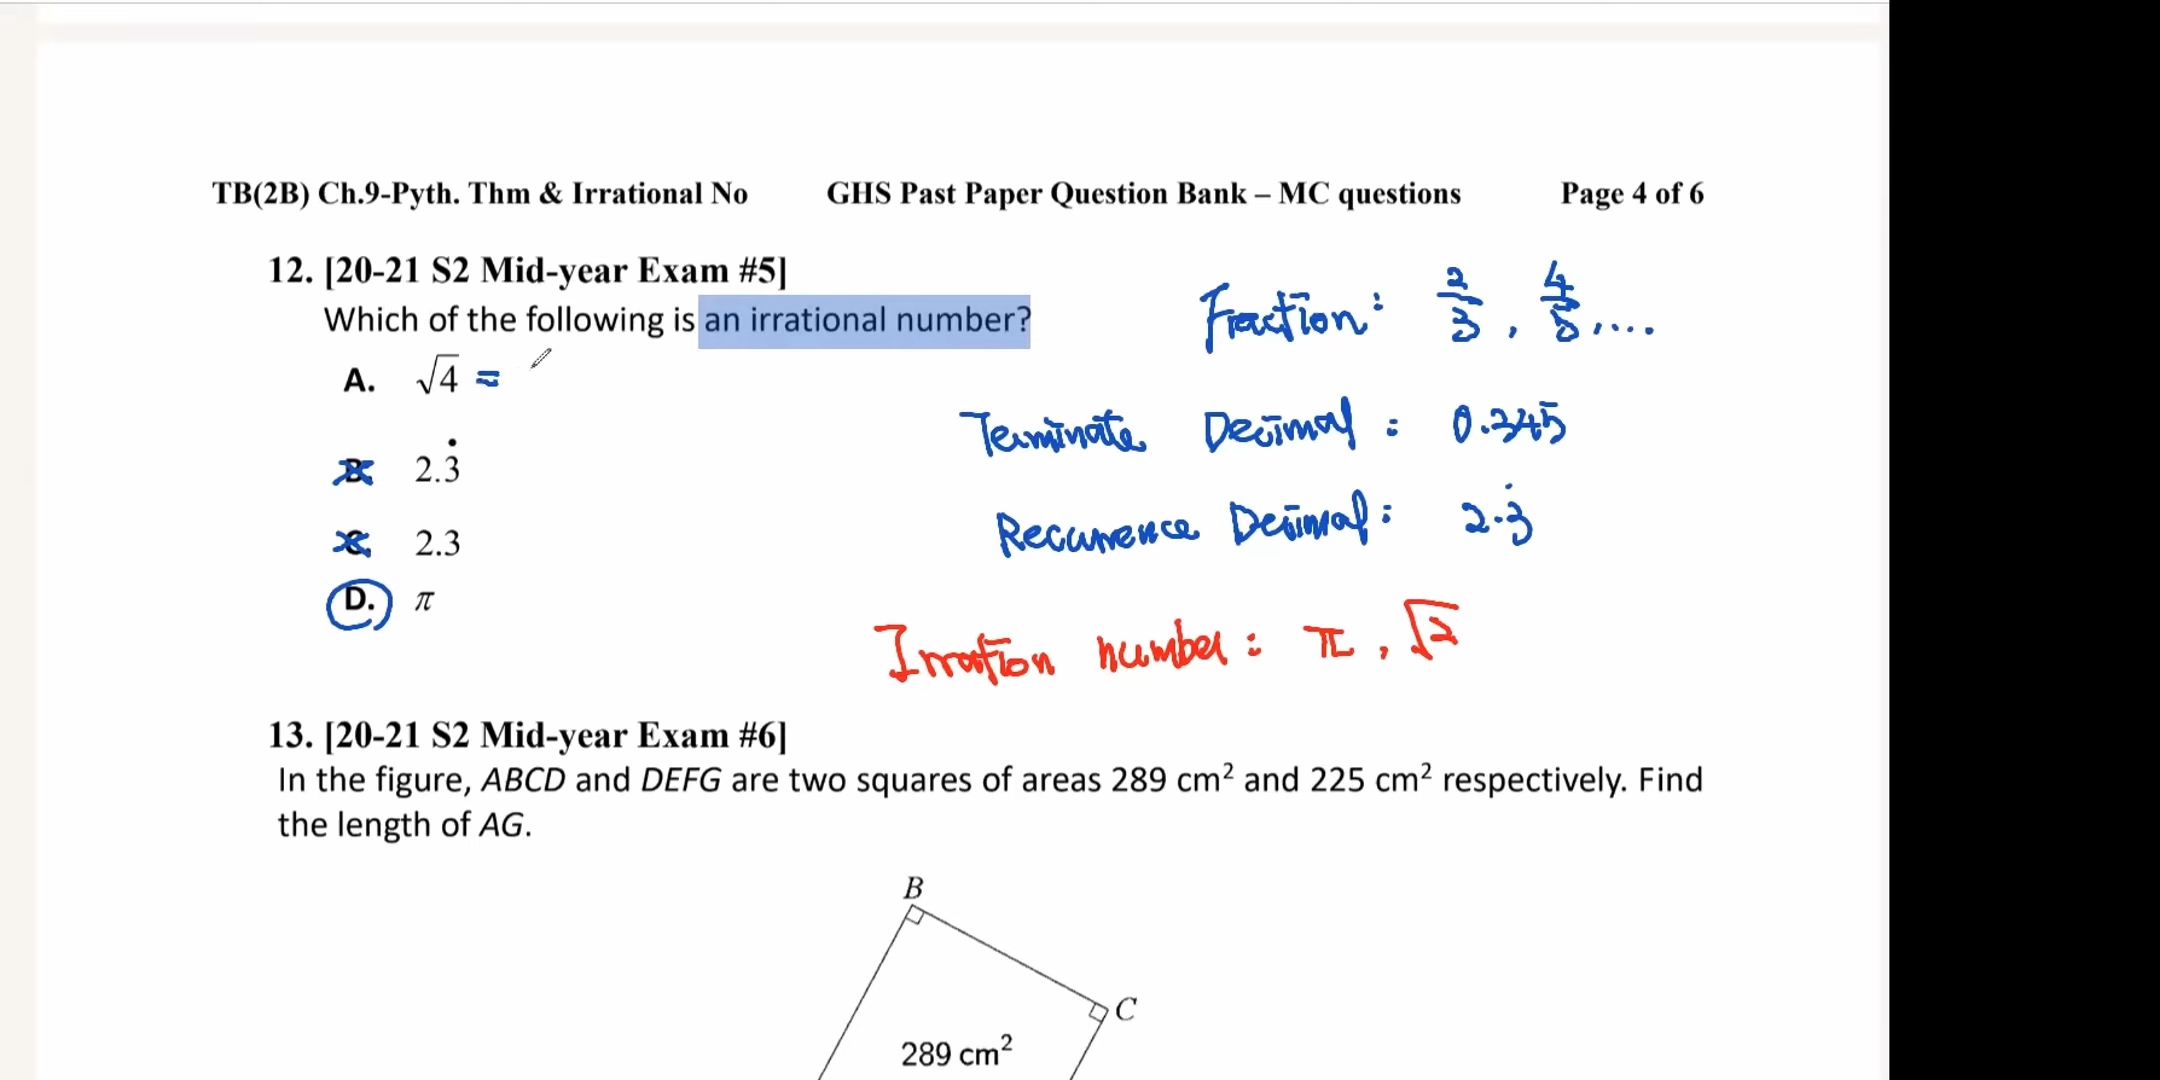 TB(2B) Ch.9-Pyth. Thm & Irrational No GHS Past Paper Question Bank – MC questions Page 4 of 6
12. [20-21 S2 Mid-year Exam #5]
Which of the following is an irrational number?
A. √4 =
B. 2.3̇
C. 2.3
D. π
Fraction: 2/3, 4/5, ....
Terminate Decimal: 0.345
Recurrence Decimal: 2.3̇
Irration number: π, √2
13. [20-21 S2 Mid-year Exam #6]
In the figure, ABCD and DEFG are two squares of areas 289 cm² and 225 cm² respectively. Find
the length of AG.
B
C
289 cm²